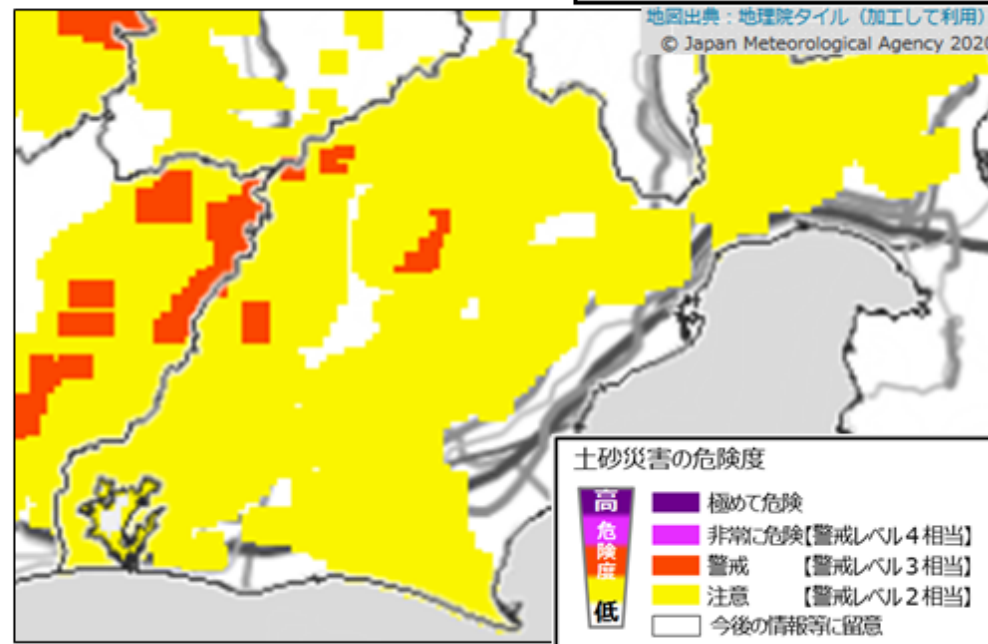 地図出典：地理院タイル（加工して利用）
© Japan Meteorological Agency 2020
土砂災害の危険度
高
危
険
度
低
極めて危険
非常に危険【警戒レベル４相当】
警戒　【警戒レベル３相当】
注意　【警戒レベル２相当】
今後の情報等に留意